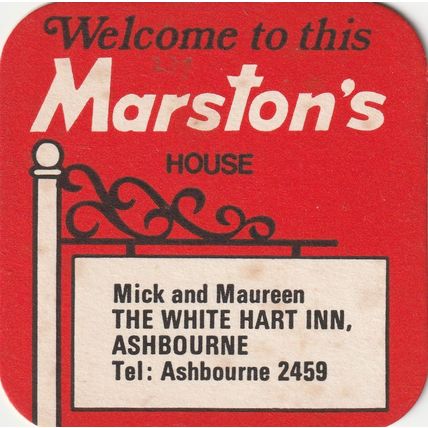 Welcome to this
Marston's
HOUSE
Mick and Maureen
THE WHITE HART INN,
ASHBOURNE
Tel: Ashbourne 2459